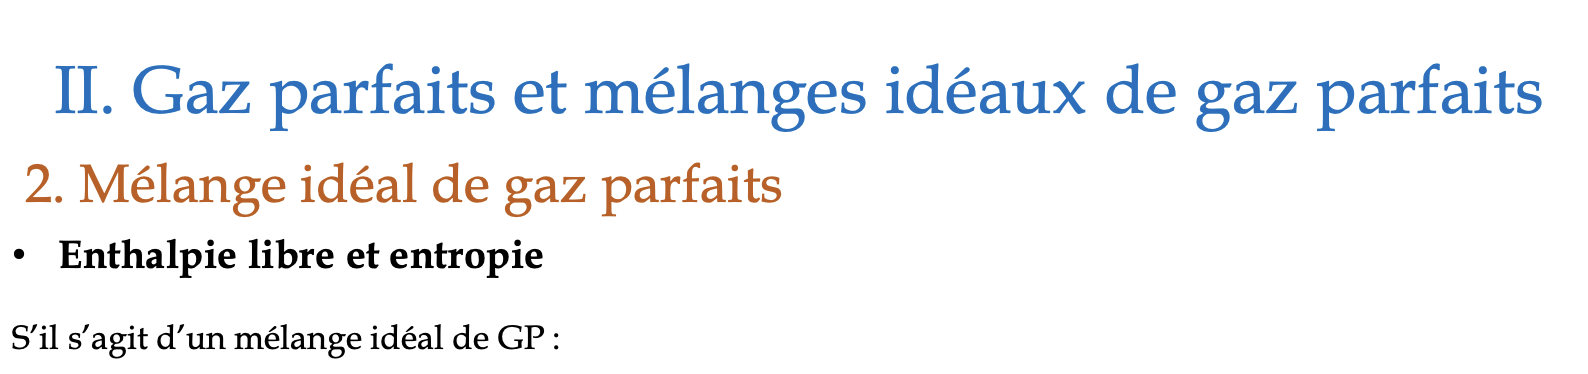 II. Gaz parfaits et mélanges idéaux de gaz parfaits
2. Mélange idéal de gaz parfaits
• Enthalpie libre et entropie
S’il s’agit d’un mélange idéal de GP :